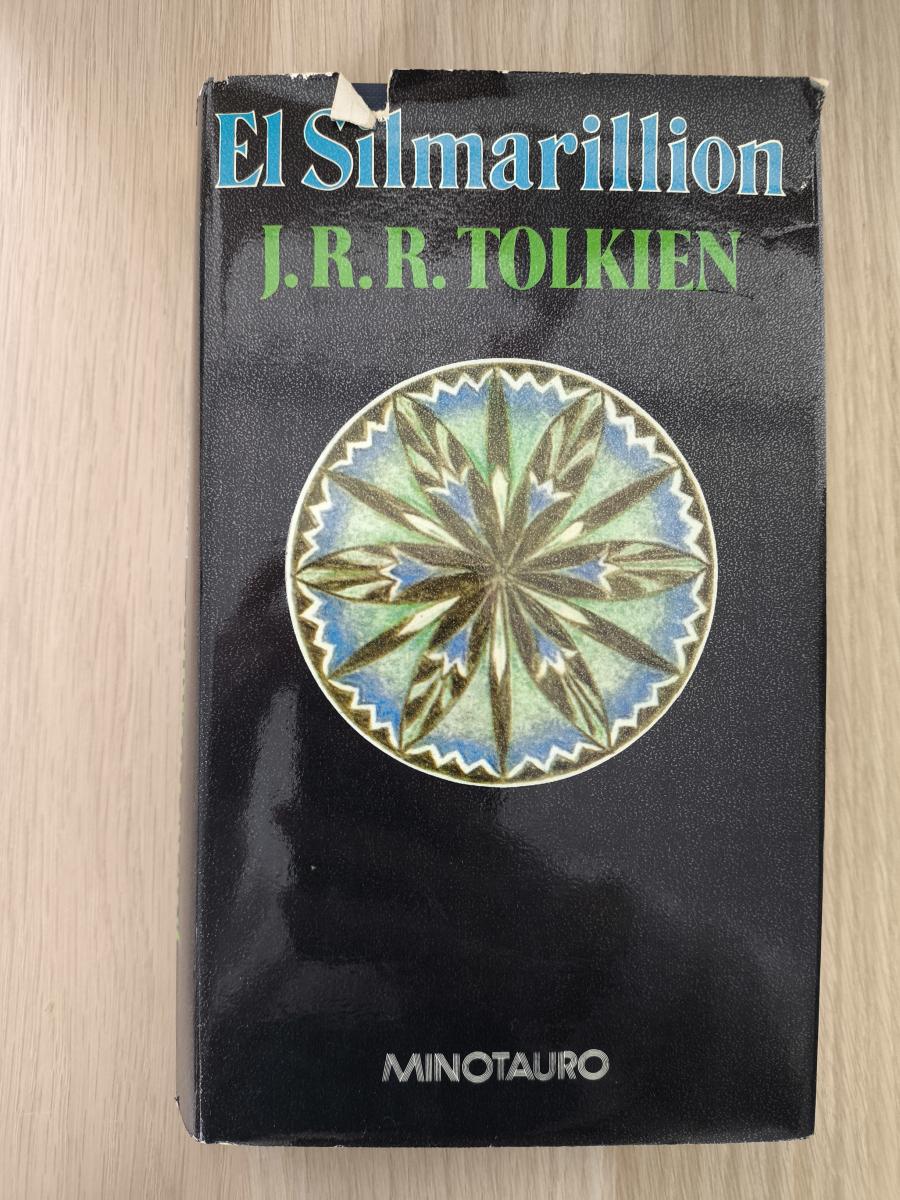 El Silmarillion
J. R. R. TOLKIEN
MINOTAURO